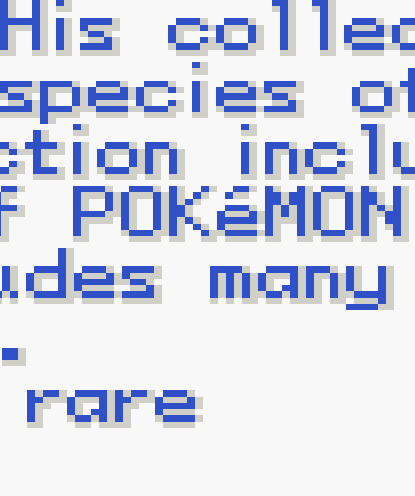 His collec
species of
ction inclu
f POKéMON
udes many
.
rare